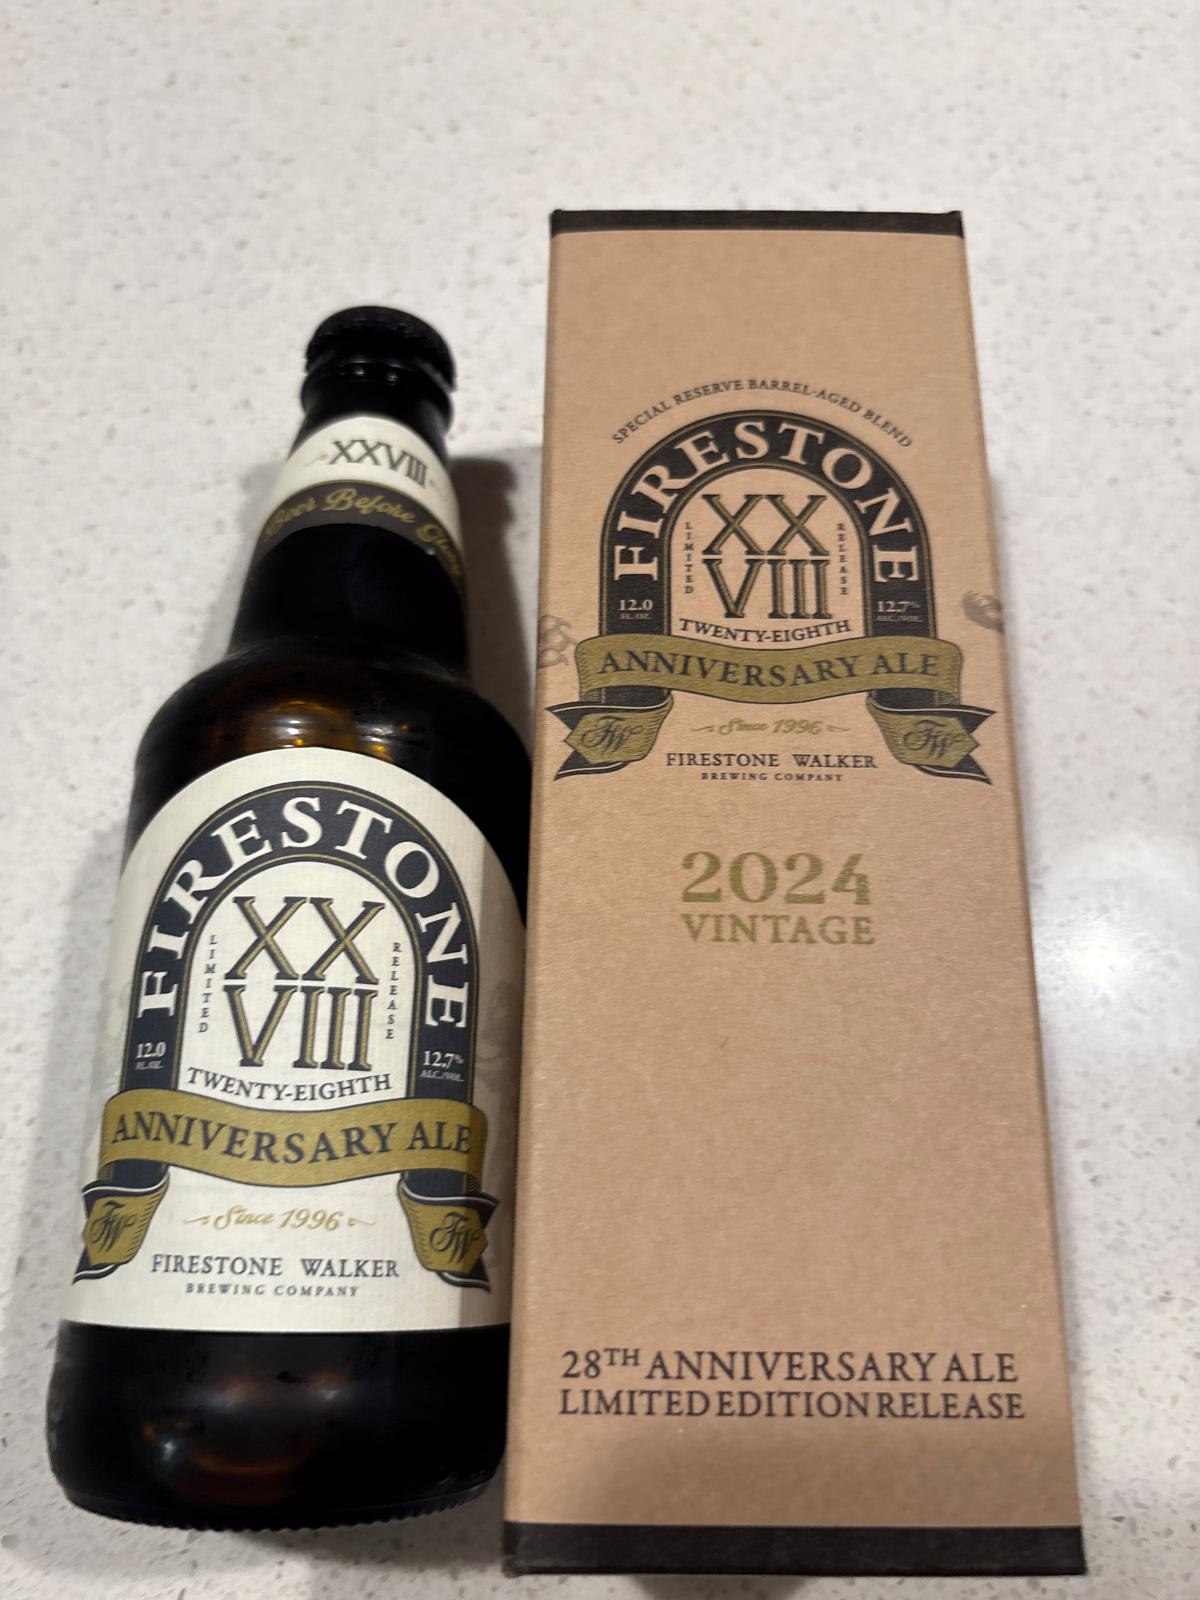 XXVIII
Beer Before Glory
FIRESTONE
XX
VIII
LIMITED
RELEASE
12.0
FL. OZ.
12.7%
ALC./VOL.
TWENTY-EIGHTH
ANNIVERSARY ALE
FW
FW
Since 1996
FIRESTONE WALKER
BREWING COMPANY
SPECIAL RESERVE BARREL-AGED BLEND
FIRESTONE
XX
VIII
LIMITED
RELEASE
12.0
FL. OZ.
12.7%
ALC./VOL.
TWENTY-EIGHTH
ANNIVERSARY ALE
FW
FW
Since 1996
FIRESTONE WALKER
BREWING COMPANY
2024
VINTAGE
28TH ANNIVERSARY ALE
LIMITED EDITION RELEASE